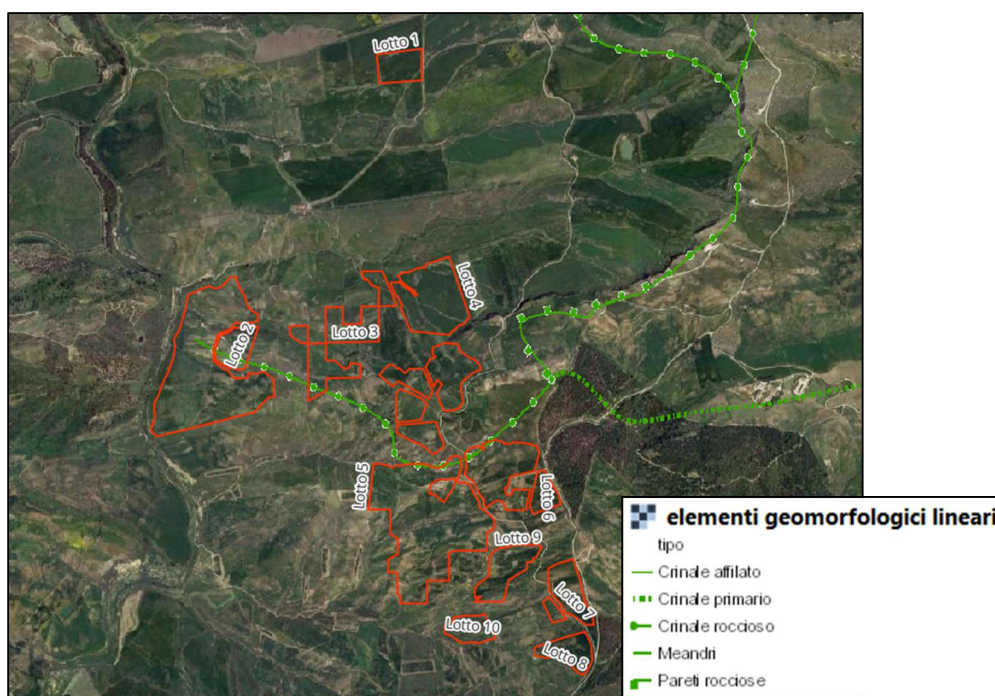 Lotto 1
Lotto 4
Lotto 2
Lotto 3
Lotto 5
Lotto 6
Lotto 9
Lotto 7
Lotto 10
Lotto 8
elementi geomorfologici lineari
tipo
Crinale affilato
Crinale primario
Crinale roccioso
Meandri
Pareti rocciose